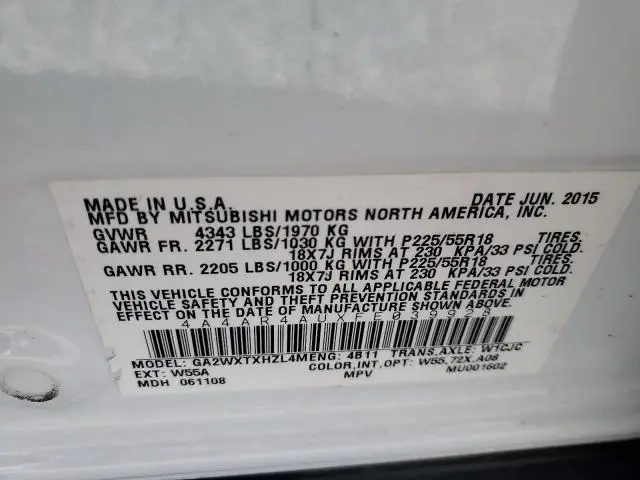 MADE IN U.S.A. DATE JUN. 2015
MFD BY MITSUBISHI MOTORS NORTH AMERICA, INC.
GVWR 4343 LBS/1970 KG
GAWR FR. 2271 LBS/1030 KG WITH P225/55R18 TIRES.
18X7J RIMS AT 230 KPA/33 PSI COLD.
GAWR RR. 2205 LBS/1000 KG WITH P225/55R18 TIRES.
18X7J RIMS AT 230 KPA/33 PSI COLD.
THIS VEHICLE CONFORMS TO ALL APPLICABLE FEDERAL MOTOR
VEHICLE SAFETY AND THEFT PREVENTION STANDARDS IN
EFFECT ON THE DATE OF MANUFACTURE SHOWN ABOVE.
4A4AR4AUXFE039928
MODEL: GA2WXTXHZL4M ENG: 4B11 TRANS.AXLE: W1CJC
EXT: W55A COLOR,INT,OPT: W55,72X,A08
MDH 061108 MPV MU001602